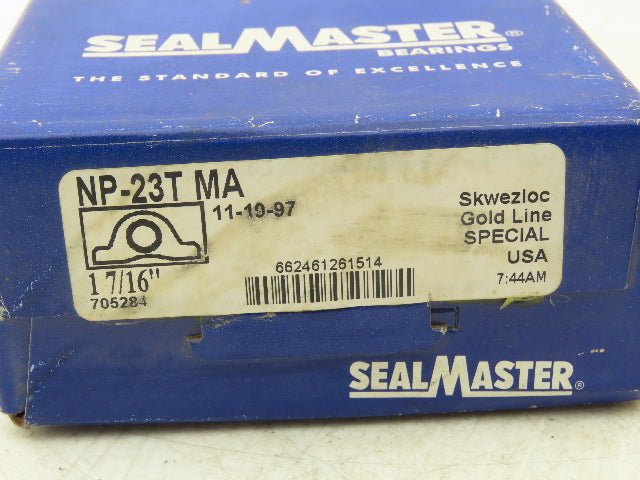 SEALMASTER
BEARINGS®
THE STANDARD OF EXCELLENCE
NP-23T MA
11-19-97
1 7/16"
705284
662461261514
Skwezloc
Gold Line
SPECIAL
USA
7:44AM
SEALMASTER®